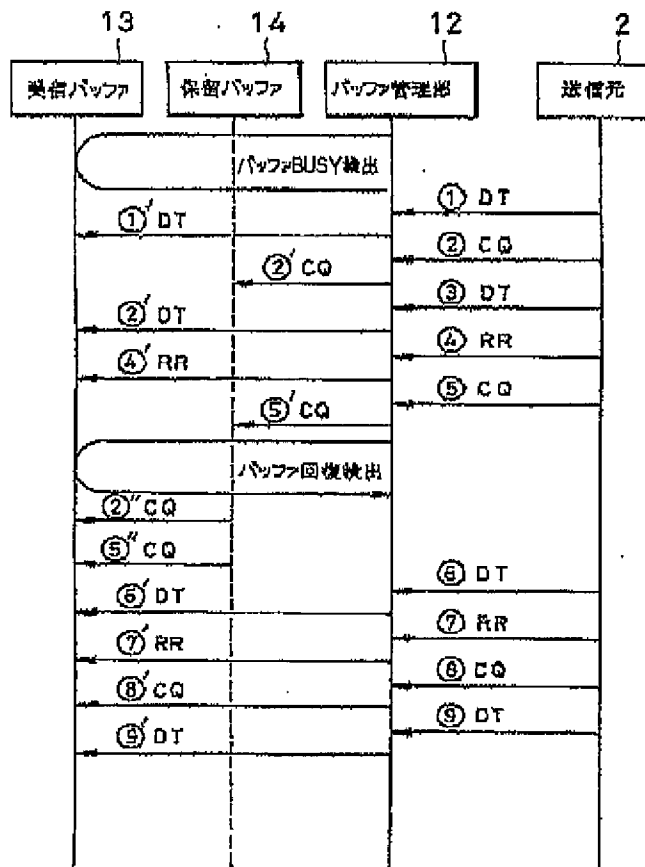 13
14
12
2
受信バッファ
保留バッファ
バッファ管理部
送信元
バッファBUSY検出
① DT
①′DT
② CQ
②′CQ
③ DT
②′DT
④ RR
④′RR
⑤ CQ
⑤′CQ
バッファ回復検出
②″CQ
⑤″CQ
⑥ DT
⑥′DT
⑦ RR
⑦′RR
⑧ CQ
⑧′CQ
⑨ DT
⑨′DT